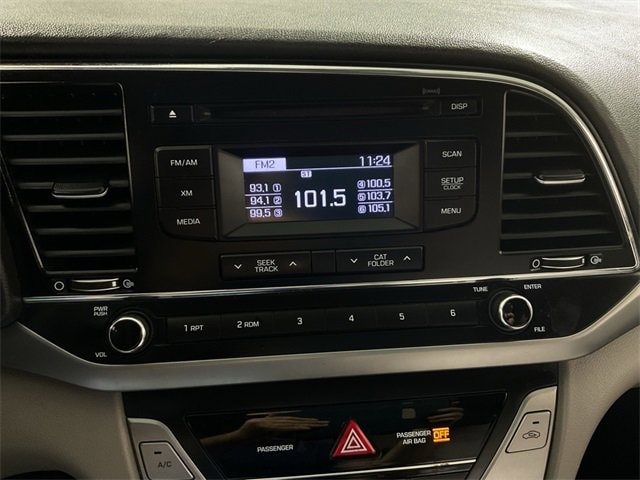 DISP
FM/AM
XM
MEDIA
FM2 11:24
ST
93.1 1
94.1 2
99.5 3
101.5
4 100.5
5 103.7
6 105.1
SCAN
SETUP
CLOCK
MENU
SEEK
TRACK
CAT
FOLDER
PWR
PUSH
VOL
1 RPT
2 RDM
3
4
5
6
TUNE
ENTER
FILE
A/C
PASSENGER
PASSENGER
AIR BAG
OFF